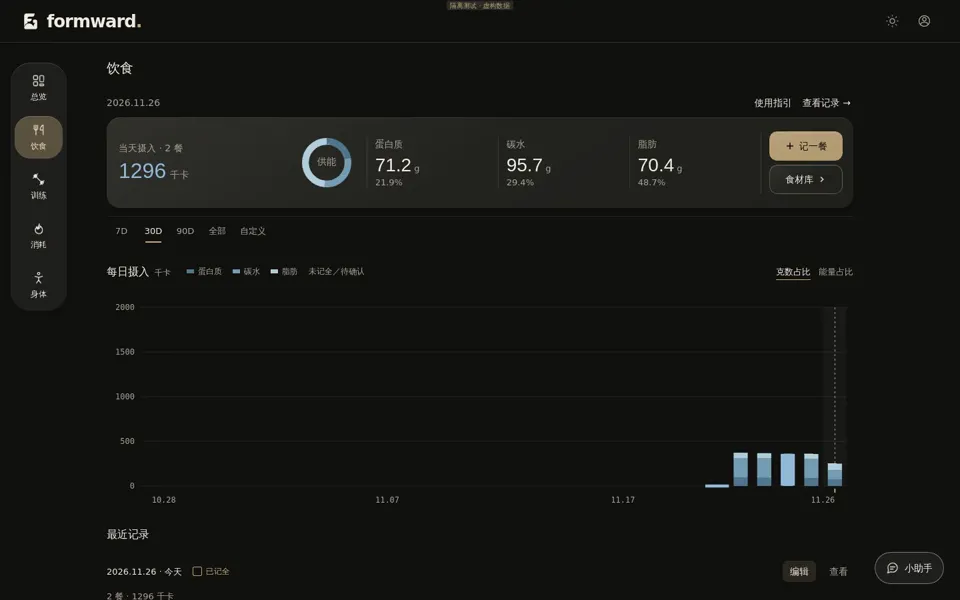 隔离测试 · 虚构数据
formward.
总览
饮食
训练
消耗
身体
饮食
2026.11.26
使用指引 查看记录 →
当天摄入 · 2 餐
1296 千卡
供能
蛋白质
71.2 g
21.9%
碳水
95.7 g
29.4%
脂肪
70.4 g
48.7%
+ 记一餐
食材库 >
7D 30D 90D 全部 自定义
每日摄入 千卡 蛋白质 碳水 脂肪 未记全／待确认
克数占比 能量占比
2000
1500
1000
500
0
10.28 11.07 11.17 11.26
最近记录
2026.11.26 · 今天 已记全
编辑 查看
2 餐 · 1296 千卡
小助手